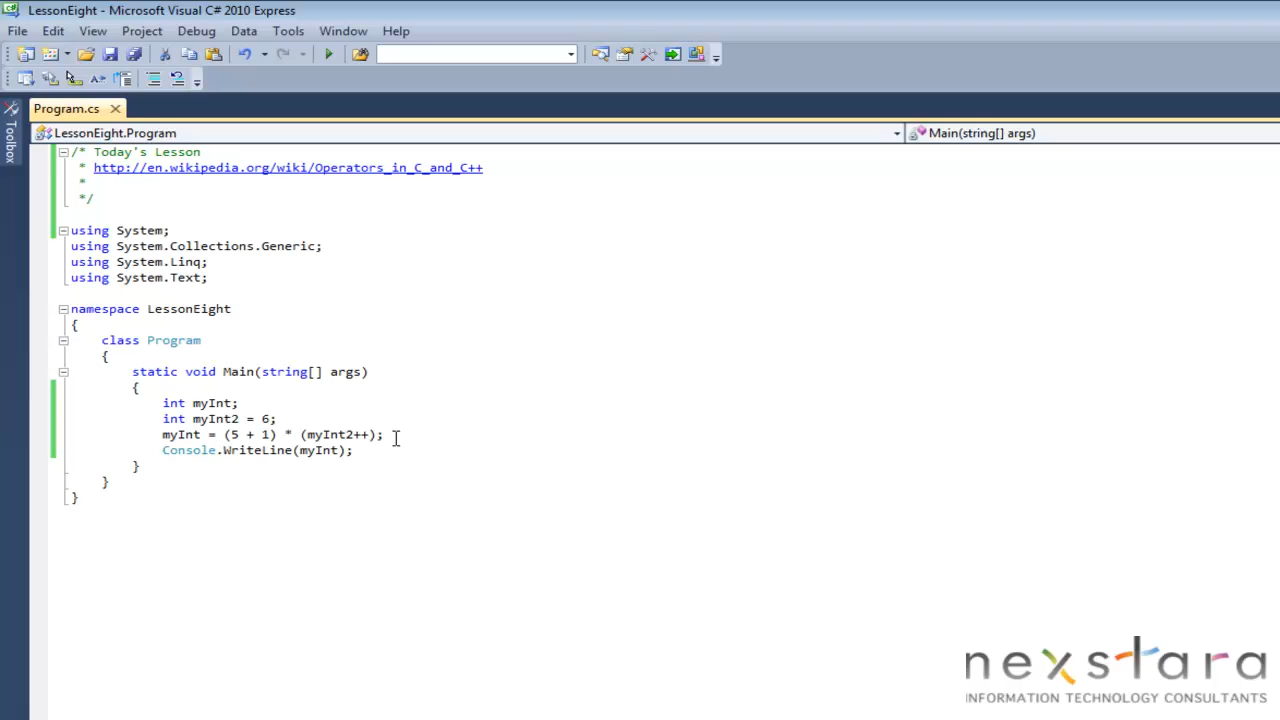 LessonEight - Microsoft Visual C# 2010 Express
File Edit View Project Debug Data Tools Window Help
Program.cs
Toolbox
LessonEight.Program
Main(string[] args)
/* Today's Lesson
* http://en.wikipedia.org/wiki/Operators_in_C_and_C++
*
*/
using System;
using System.Collections.Generic;
using System.Linq;
using System.Text;
namespace LessonEight
{
class Program
{
static void Main(string[] args)
{
int myInt;
int myInt2 = 6;
myInt = (5 + 1) * (myInt2++);
Console.WriteLine(myInt);
}
}
}
nexstara
INFORMATION TECHNOLOGY CONSULTANTS